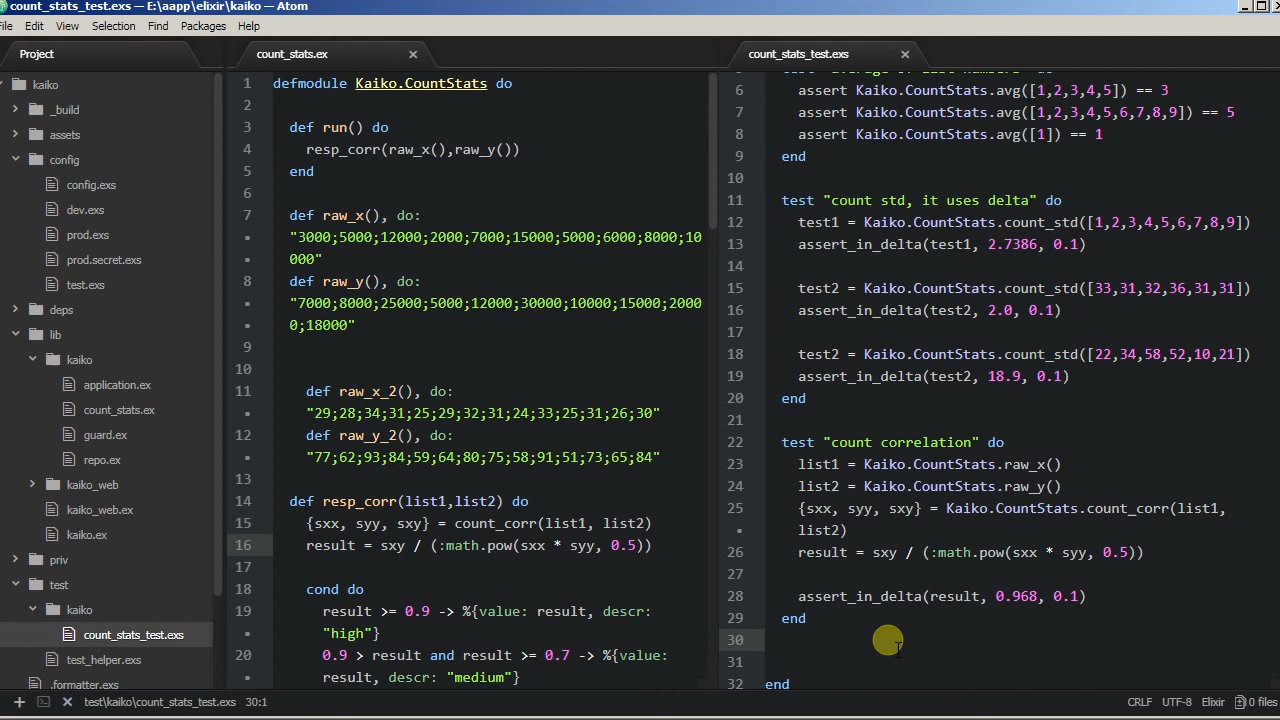 count_stats_test.exs — E:\aapp\elixir\kaiko — Atom
File Edit View Selection Find Packages Help
Project
kaiko
_build
assets
config
config.exs
dev.exs
prod.exs
prod.secret.exs
test.exs
deps
lib
kaiko
application.ex
count_stats.ex
guard.ex
repo.ex
kaiko_web
kaiko_web.ex
kaiko.ex
priv
test
kaiko
count_stats_test.exs
test_helper.exs
.formatter.exs
count_stats.ex
1 defmodule Kaiko.CountStats do
2
3 def run() do
4 resp_corr(raw_x(),raw_y())
5 end
6
7 def raw_x(), do:
• "3000;5000;12000;2000;7000;15000;5000;6000;8000;10
• 000"
8 def raw_y(), do:
• "7000;8000;25000;5000;12000;30000;10000;15000;2000
• 0;18000"
9
10
11 def raw_x_2(), do:
• "29;28;34;31;25;29;32;31;24;33;25;31;26;30"
12 def raw_y_2(), do:
• "77;62;93;84;59;64;80;75;58;91;51;73;65;84"
13
14 def resp_corr(list1,list2) do
15 {sxx, syy, sxy} = count_corr(list1, list2)
16 result = sxy / (:math.pow(sxx * syy, 0.5))
17
18 cond do
19 result >= 0.9 -> %{value: result, descr:
• "high"}
20 0.9 > result and result >= 0.7 -> %{value:
• result, descr: "medium"}
count_stats_test.exs
6 assert Kaiko.CountStats.avg([1,2,3,4,5]) == 3
7 assert Kaiko.CountStats.avg([1,2,3,4,5,6,7,8,9]) == 5
8 assert Kaiko.CountStats.avg([1]) == 1
9 end
10
11 test "count std, it uses delta" do
12 test1 = Kaiko.CountStats.count_std([1,2,3,4,5,6,7,8,9])
13 assert_in_delta(test1, 2.7386, 0.1)
14
15 test2 = Kaiko.CountStats.count_std([33,31,32,36,31,31])
16 assert_in_delta(test2, 2.0, 0.1)
17
18 test2 = Kaiko.CountStats.count_std([22,34,58,52,10,21])
19 assert_in_delta(test2, 18.9, 0.1)
20 end
21
22 test "count correlation" do
23 list1 = Kaiko.CountStats.raw_x()
24 list2 = Kaiko.CountStats.raw_y()
25 {sxx, syy, sxy} = Kaiko.CountStats.count_corr(list1,
• list2)
26 result = sxy / (:math.pow(sxx * syy, 0.5))
27
28 assert_in_delta(result, 0.968, 0.1)
29 end
30
31
32 end
test\kaiko\count_stats_test.exs 30:1 CRLF UTF-8 Elixir 0 files